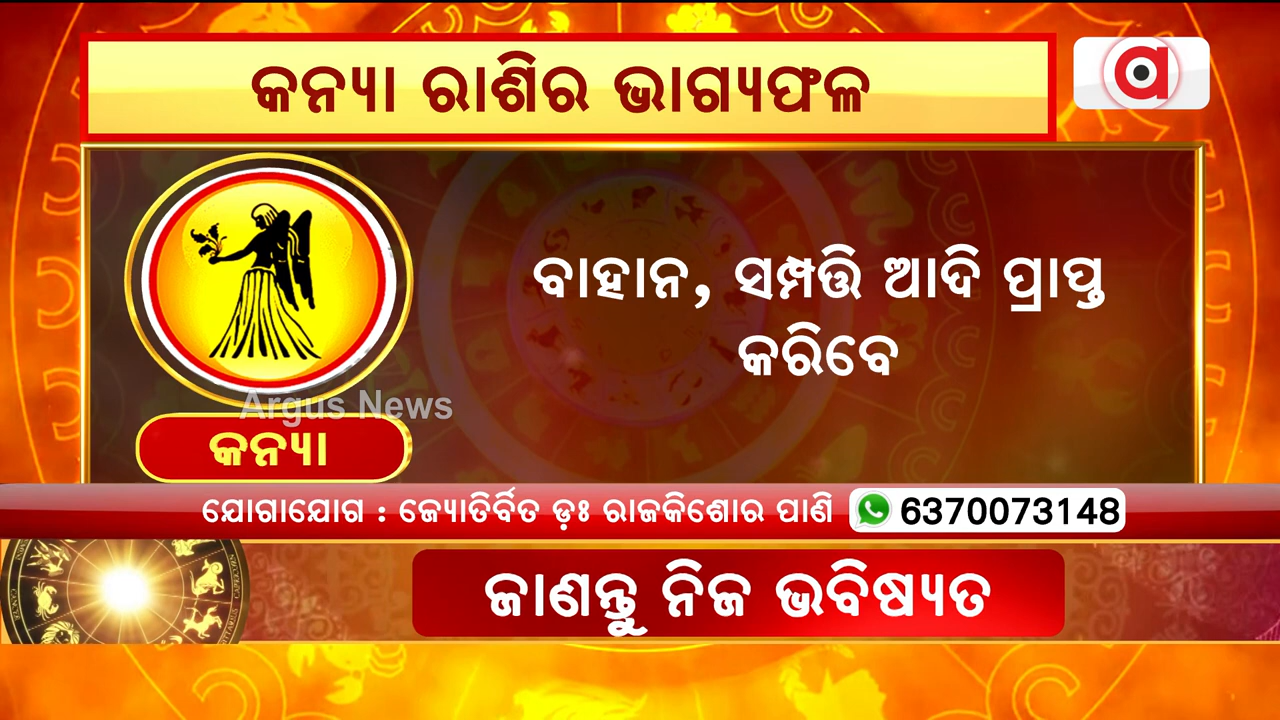 କନ୍ୟା ରାଶିର ଭାଗ୍ୟଫଳ
ବାହାନ, ସମ୍ପତ୍ତି ଆଦି ପ୍ରାପ୍ତ
କରିବେ
Argus News
କନ୍ୟା
ଯୋଗାଯୋଗ : ଜ୍ୟୋତିର୍ବିତ ଡ଼ଃ ରାଜକିଶୋର ପାଣି 6370073148
ଜାଣନ୍ତୁ ନିଜ ଭବିଷ୍ୟତ